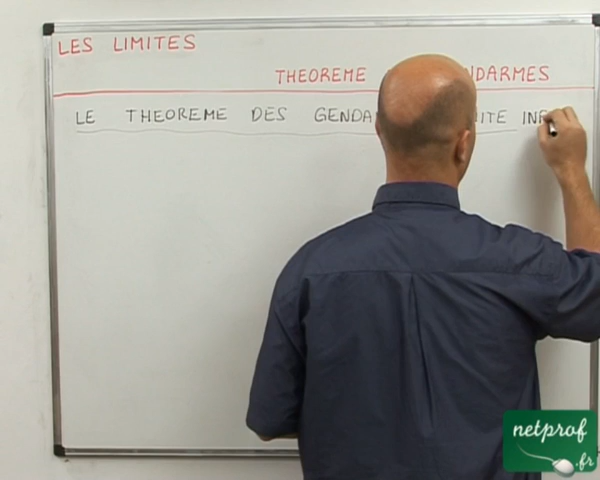 LES LIMITES
THEOREME NDARMES
LE THEOREME DES GENDA ITE INF
netprof
.fr